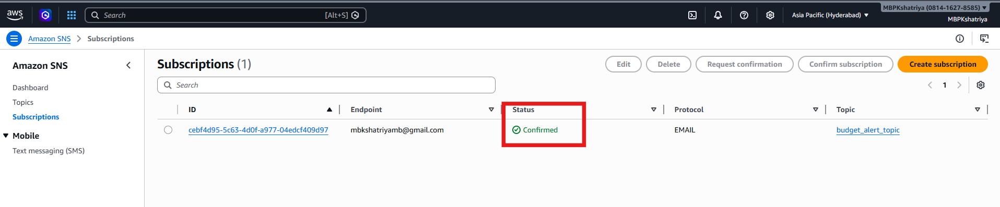 aws
Search
[Alt+S]
Asia Pacific (Hyderabad)
MBPKshatriya (0814-1627-8585)
MBPKshatriya
Amazon SNS
Subscriptions
Amazon SNS
Dashboard
Topics
Subscriptions
Mobile
Text messaging (SMS)
Subscriptions (1)
Edit
Delete
Request confirmation
Confirm subscription
Create subscription
Search
1
ID Endpoint Status Protocol Topic
cebf4d95-5c63-4d0f-a977-04edcf409d97 mbkshatriyamb@gmail.com Confirmed EMAIL budget_alert_topic